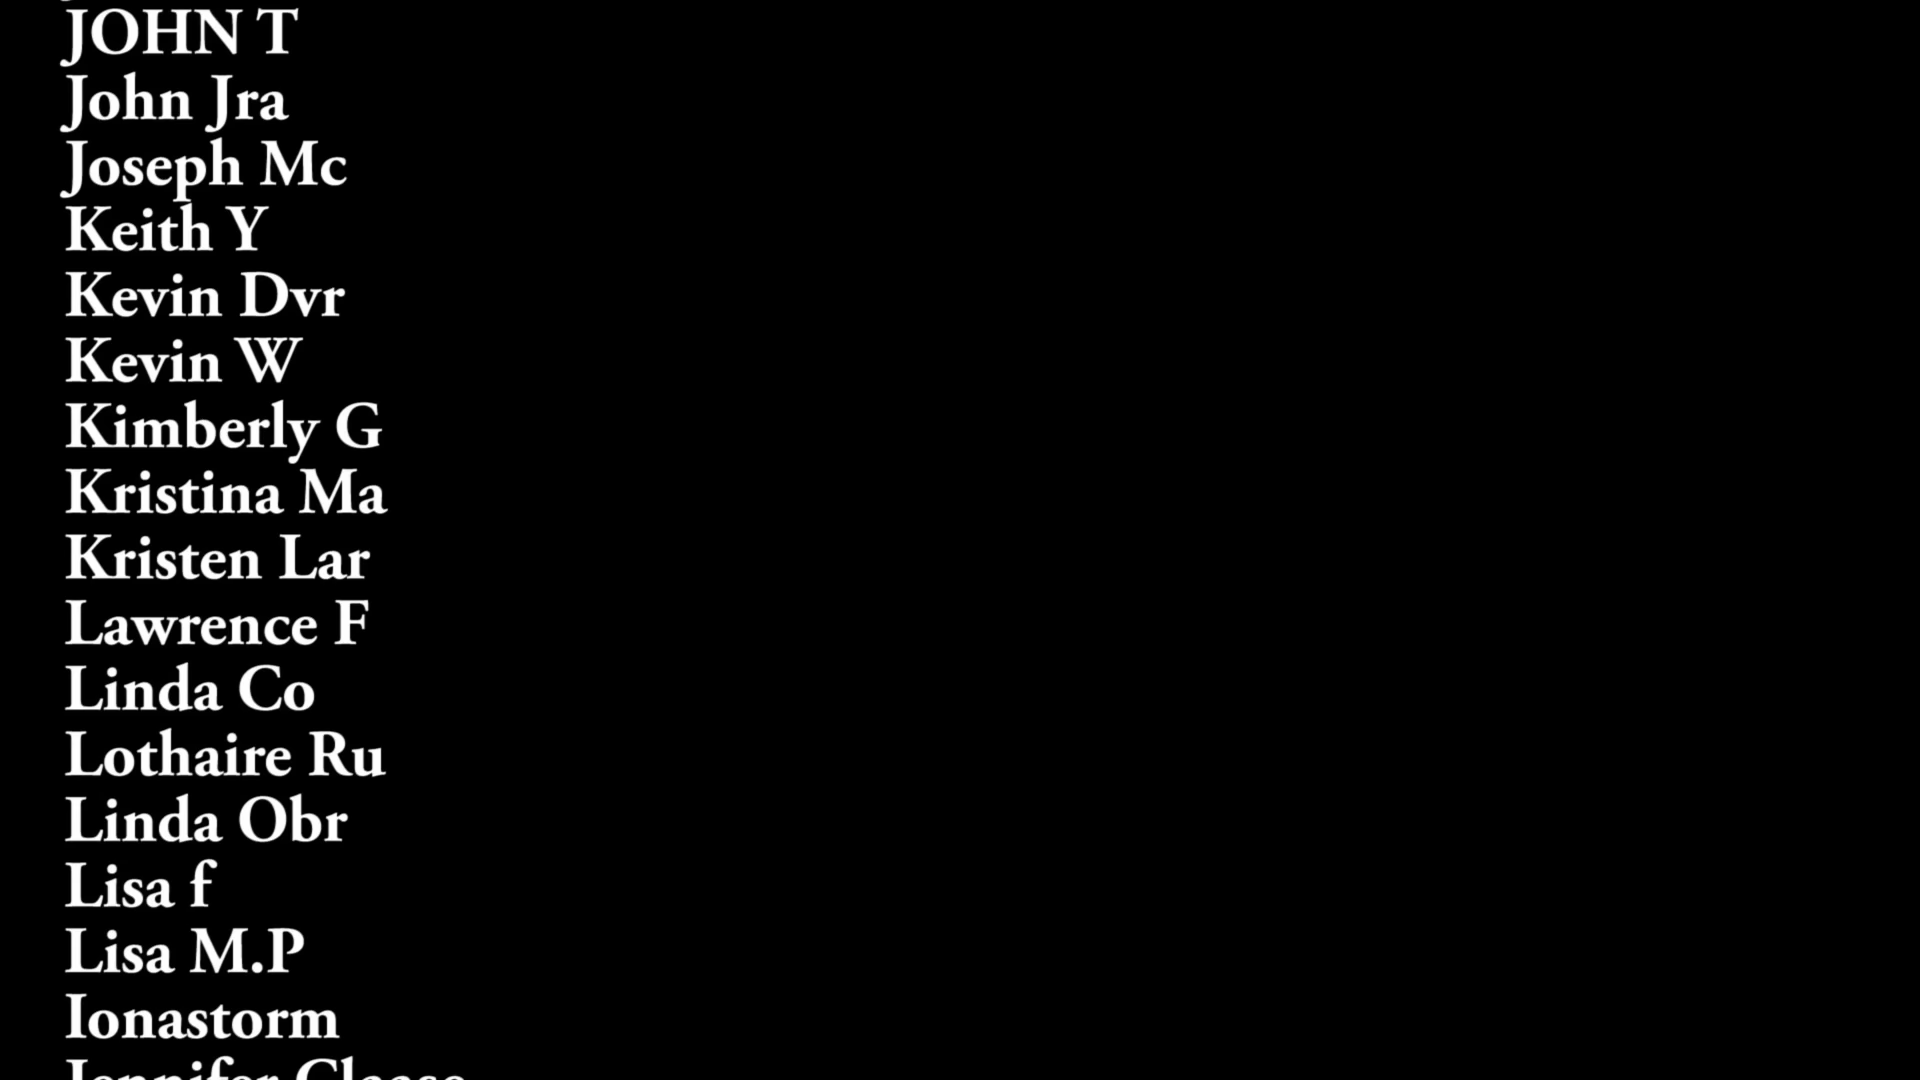 JOHN T
John Jra
Joseph Mc
Keith Y
Kevin Dvr
Kevin W
Kimberly G
Kristina Ma
Kristen Lar
Lawrence F
Linda Co
Lothaire Ru
Linda Obr
Lisa f
Lisa M.P
Ionastorm
Jennifer